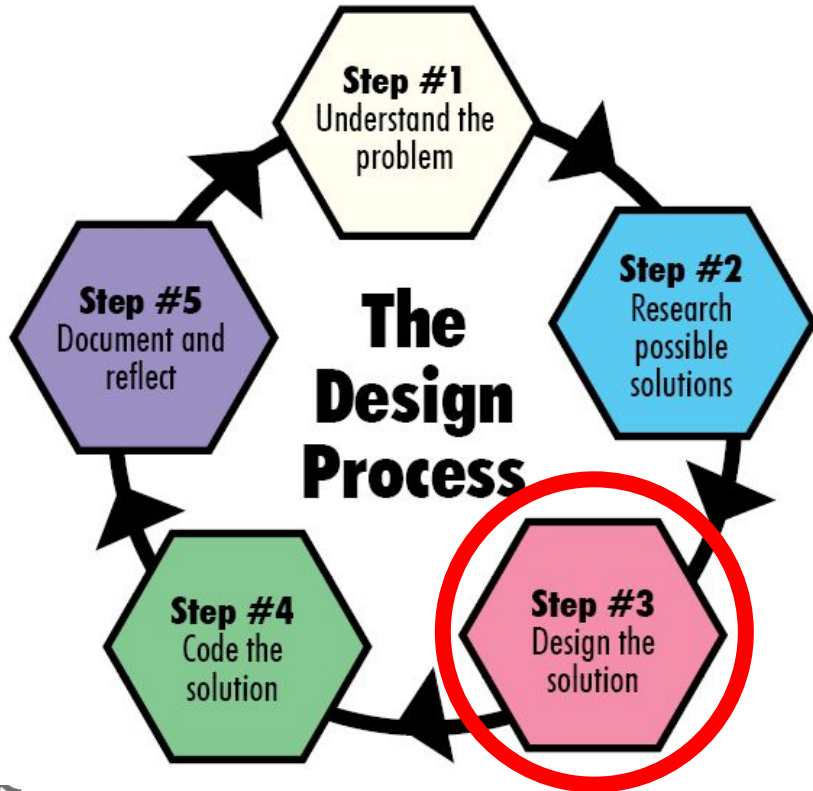 Step #1
Understand the
problem
Step #2
Research
possible
solutions
The
Design
Process
Step #3
Design the
solution
Step #4
Code the
solution
Step #5
Document and
reflect